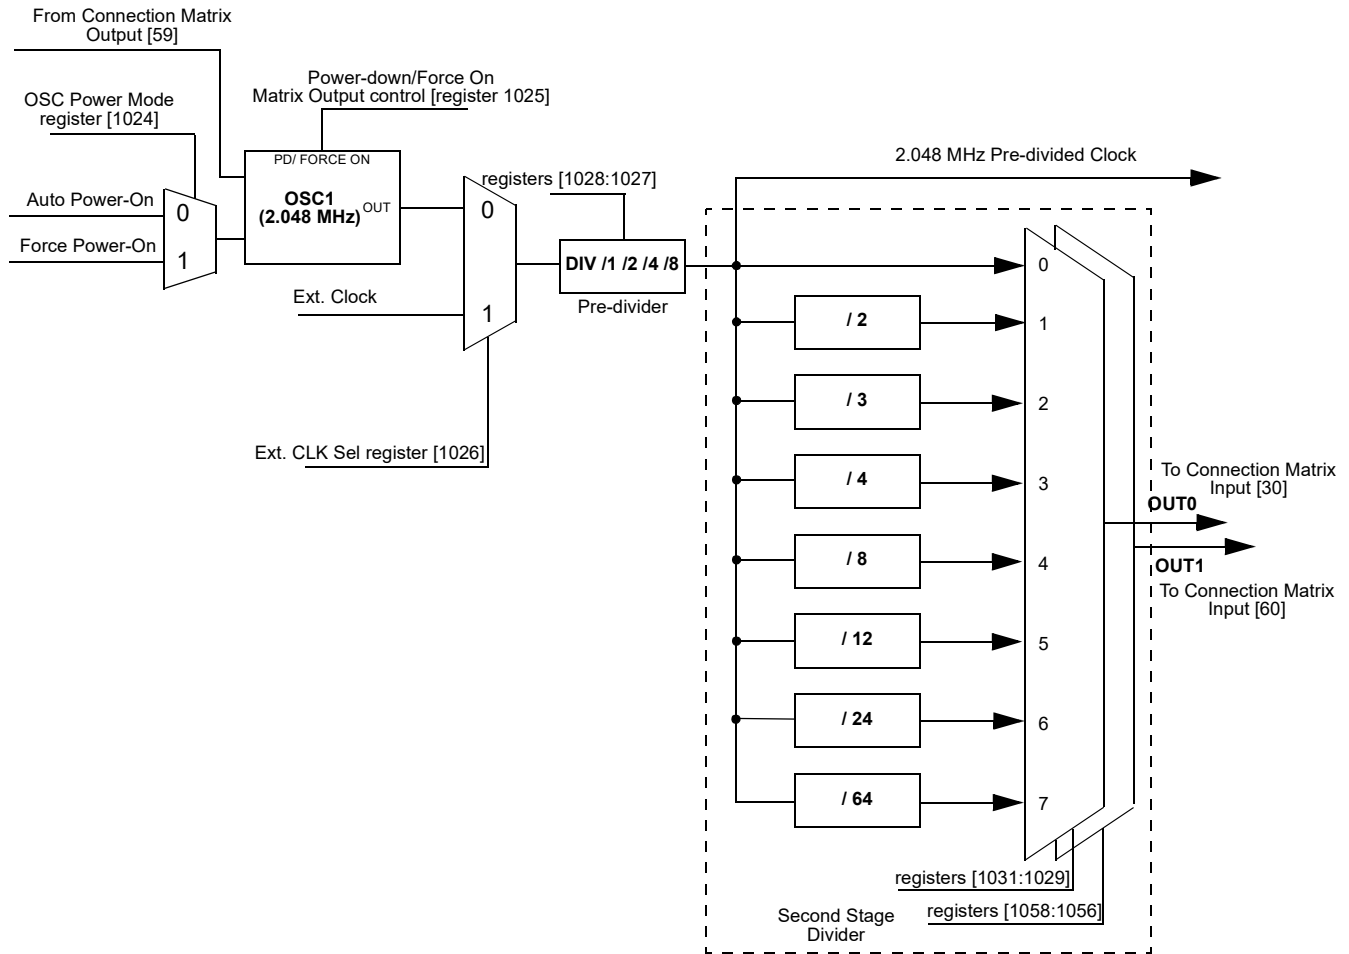 From Connection Matrix
Output [59]
Power-down/Force On
Matrix Output control [register 1025]
OSC Power Mode
register [1024]
PD/ FORCE ON
OSC1
(2.048 MHz)
OUT
Auto Power-On
Force Power-On
0
1
Ext. Clock
0
1
Ext. CLK Sel register [1026]
registers [1028:1027]
DIV /1 /2 /4 /8
Pre-divider
2.048 MHz Pre-divided Clock
0
/ 2
1
/ 3
2
/ 4
3
/ 8
4
/ 12
5
/ 24
6
/ 64
7
To Connection Matrix
Input [30]
OUT0
OUT1
To Connection Matrix
Input [60]
registers [1031:1029]
registers [1058:1056]
Second Stage
Divider